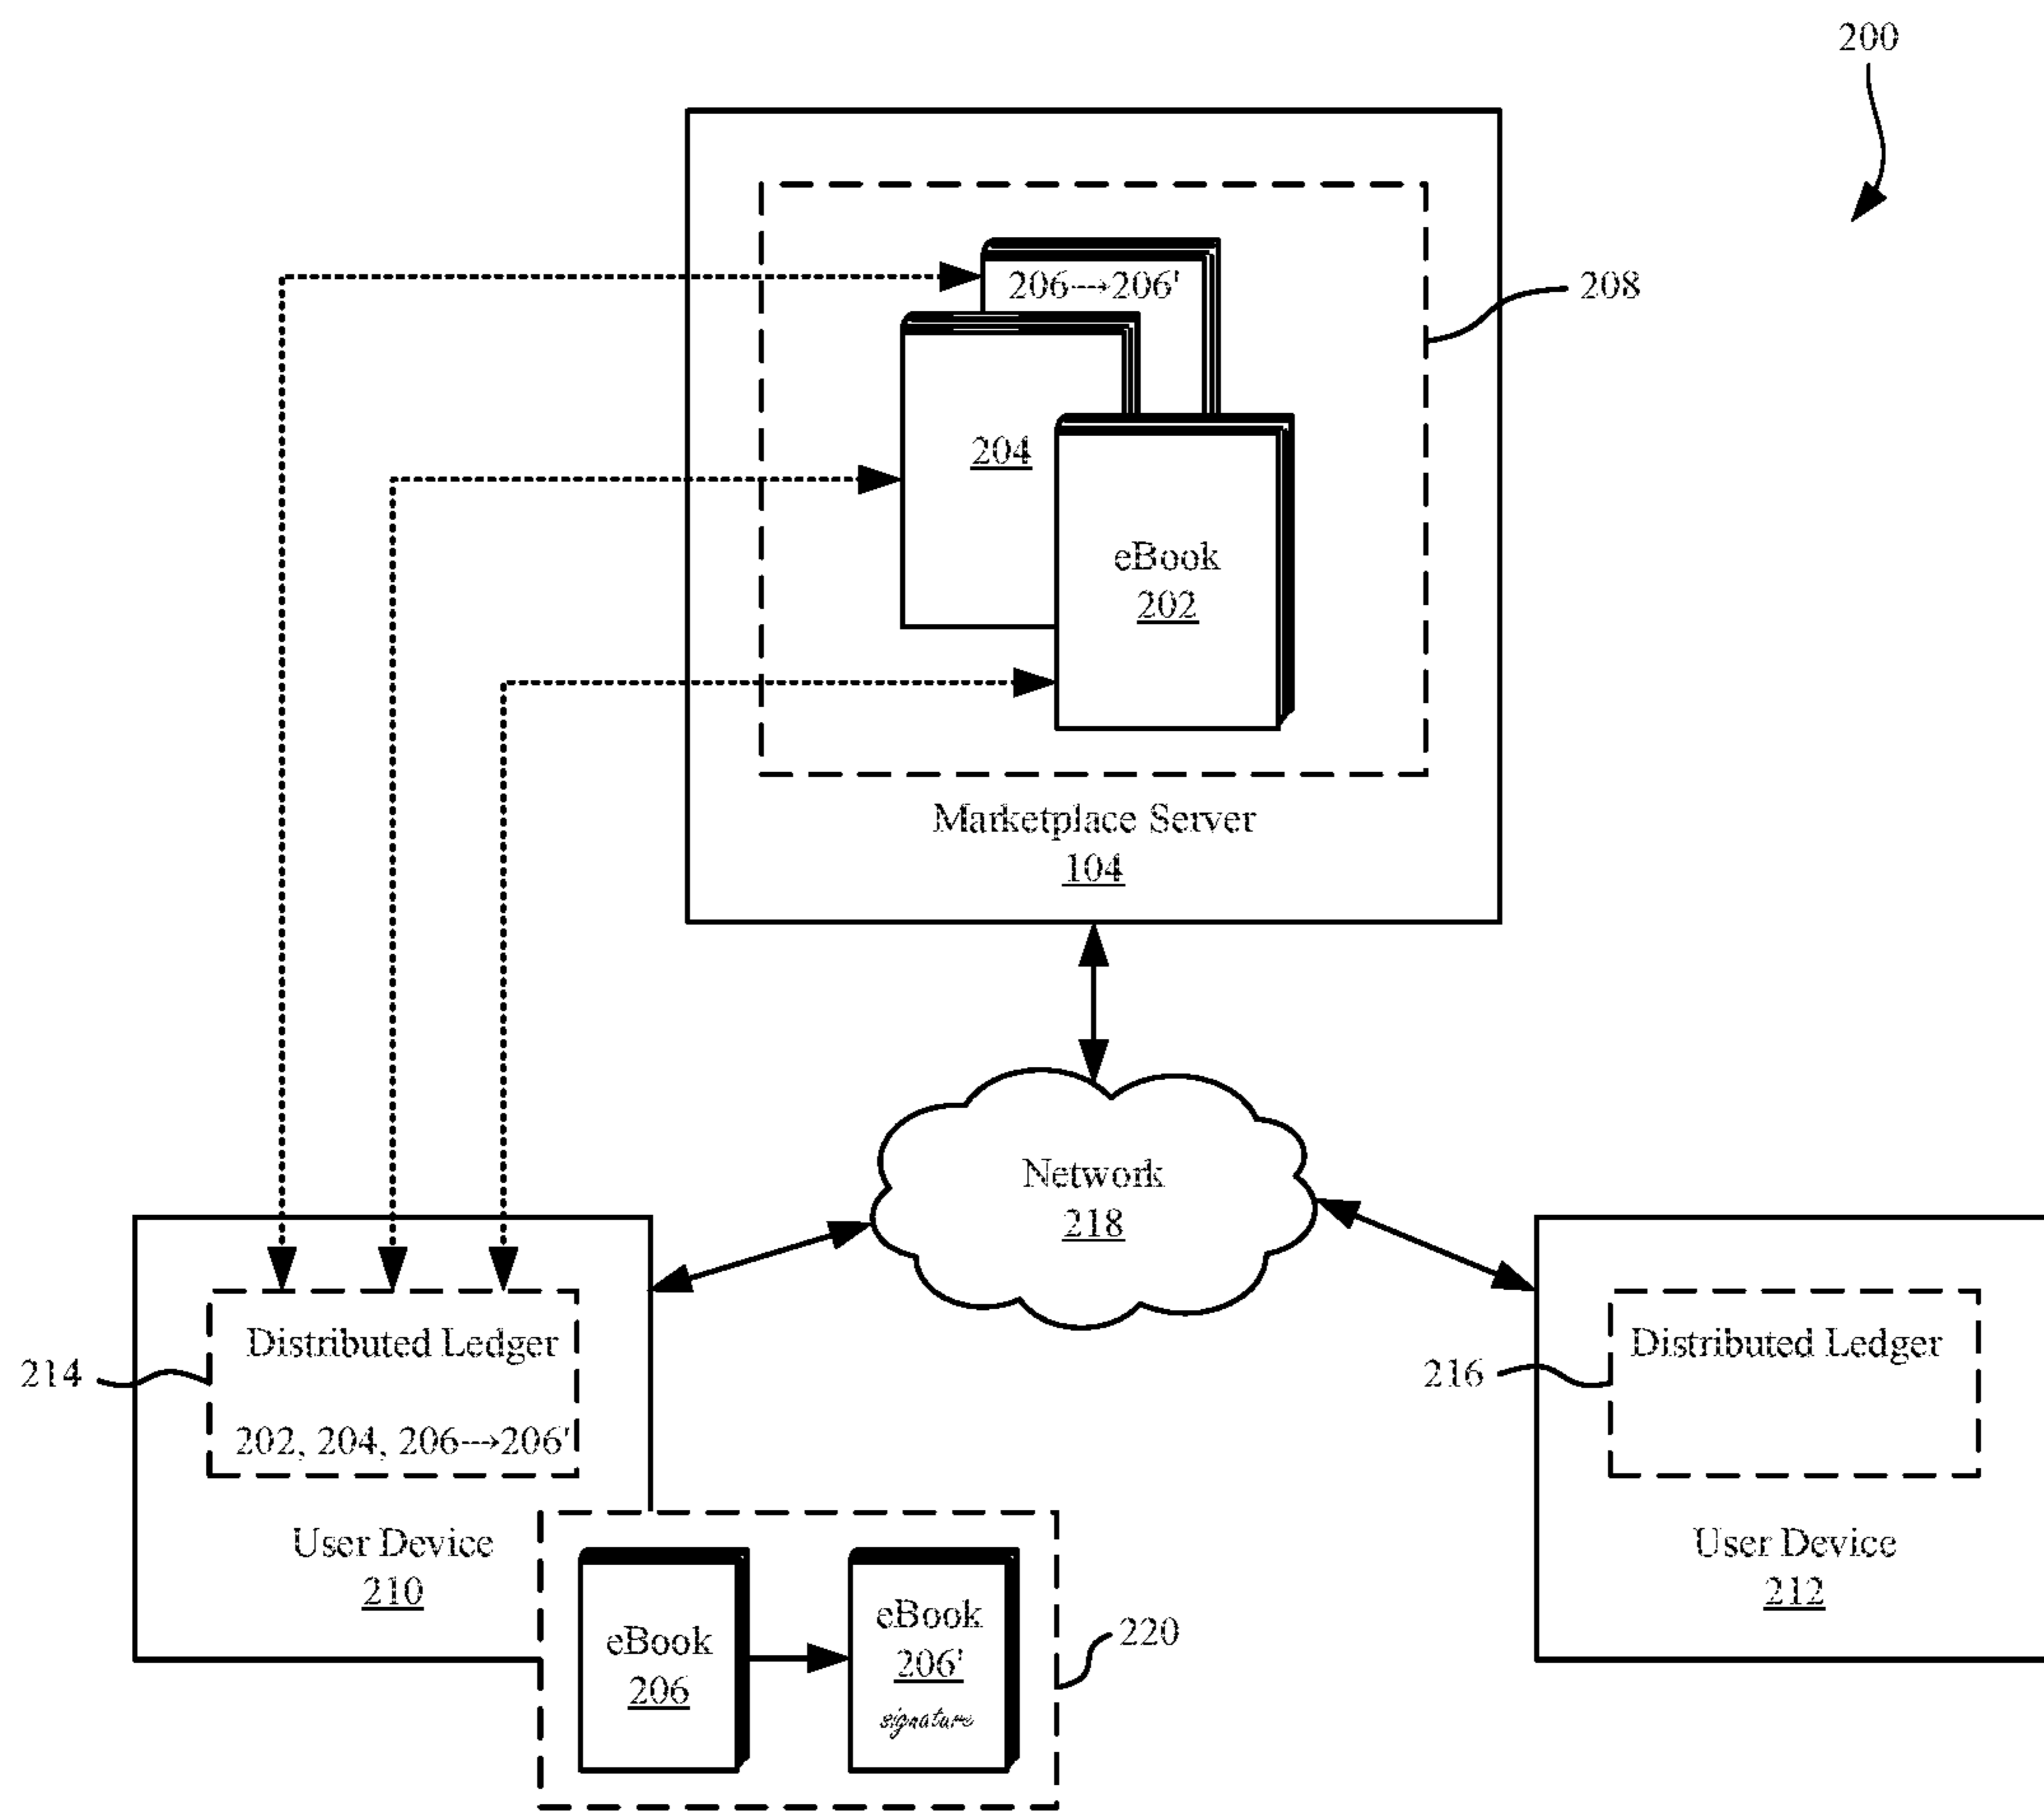 200
206--→206'
208
204
eBook
202
Marketplace Server
104
Network
218
Distributed Ledger
214
202, 204, 206--→206'
User Device
210
Distributed Ledger
216
User Device
212
eBook
206
eBook
206'
signature
220